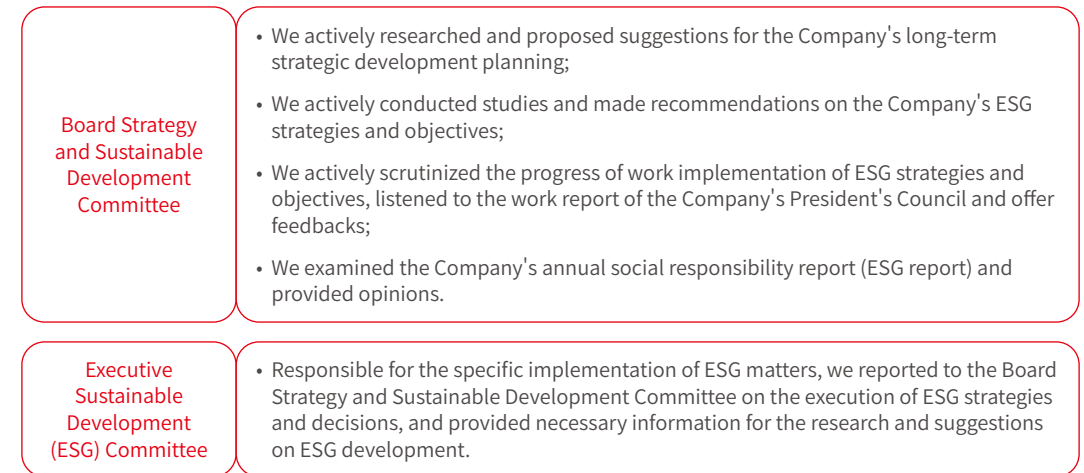 Board Strategy
and Sustainable
Development
Committee
• We actively researched and proposed suggestions for the Company's long-term
strategic development planning;
• We actively conducted studies and made recommendations on the Company's ESG
strategies and objectives;
• We actively scrutinized the progress of work implementation of ESG strategies and
objectives, listened to the work report of the Company's President's Council and offer
feedbacks;
• We examined the Company's annual social responsibility report (ESG report) and
provided opinions.
Executive
Sustainable
Development
(ESG) Committee
• Responsible for the specific implementation of ESG matters, we reported to the Board
Strategy and Sustainable Development Committee on the execution of ESG strategies
and decisions, and provided necessary information for the research and suggestions
on ESG development.